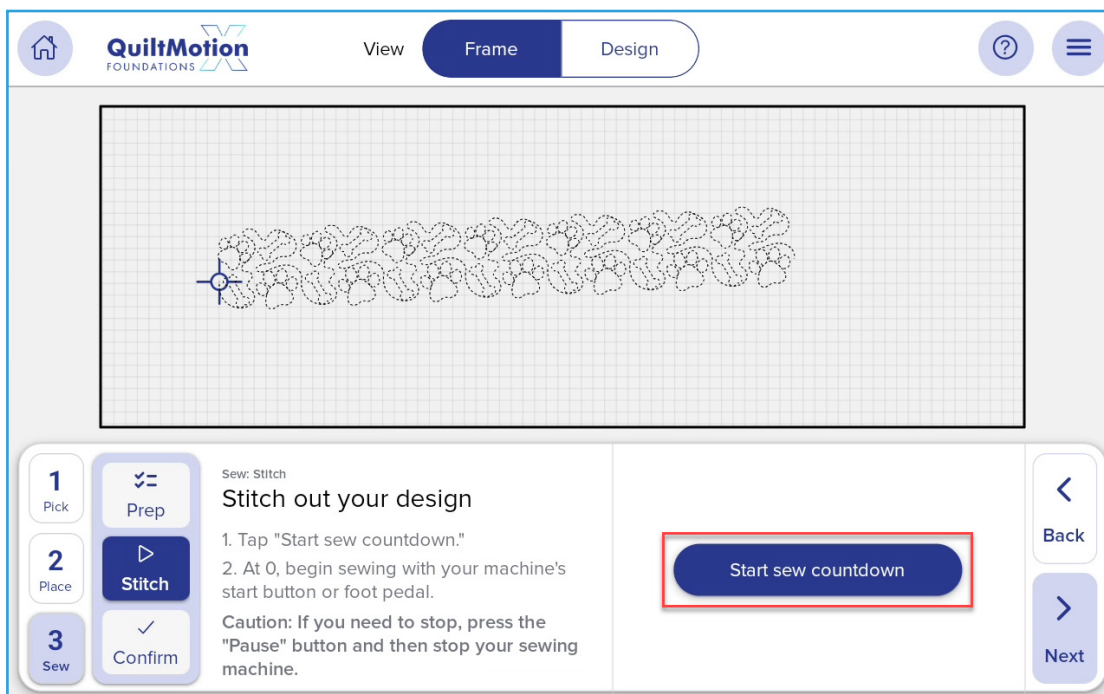 QuiltMotion
FOUNDATIONS
View
Frame
Design
?
1
Pick
2
Place
3
Sew
Prep
Stitch
Confirm
Sew: Stitch
Stitch out your design
1. Tap "Start sew countdown."
2. At 0, begin sewing with your machine's
start button or foot pedal.
Caution: If you need to stop, press the
"Pause" button and then stop your sewing
machine.
Start sew countdown
Back
Next